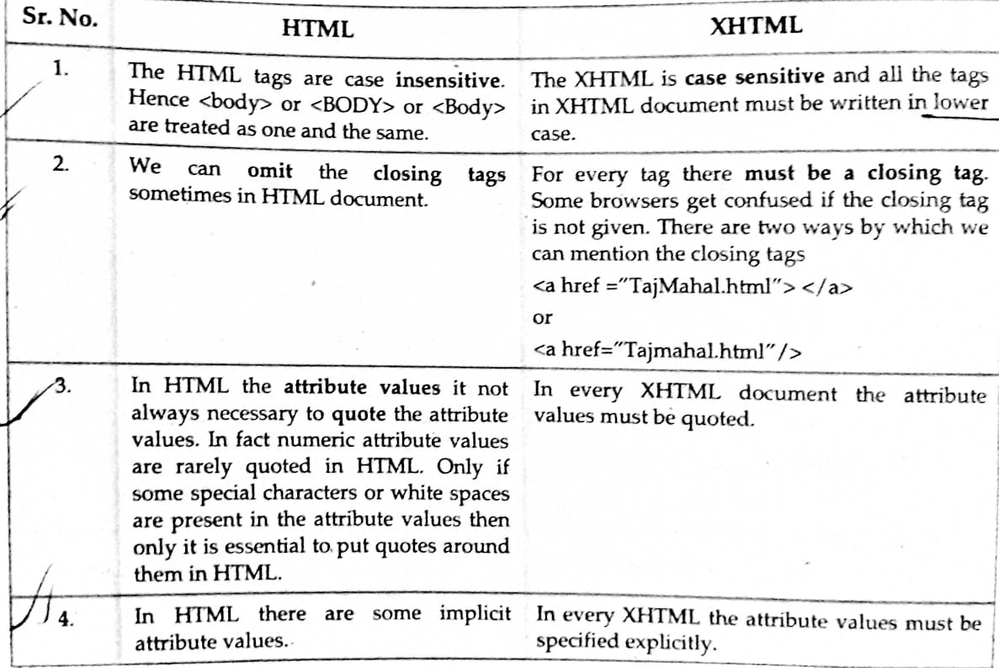 Sr. No. HTML XHTML
1.
The HTML tags are case insensitive.
Hence <body> or <BODY> or <Body>
are treated as one and the same.
The XHTML is case sensitive and all the tags
in XHTML document must be written in lower
case.
2.
We can omit the closing tags
sometimes in HTML document.
For every tag there must be a closing tag.
Some browsers get confused if the closing tag
is not given. There are two ways by which we
can mention the closing tags
<a href ="TajMahal.html"> </a>
or
<a href="Tajmahal.html"/>
3.
In HTML the attribute values it not
always necessary to quote the attribute
values. In fact numeric attribute values
are rarely quoted in HTML. Only if
some special characters or white spaces
are present in the attribute values then
only it is essential to put quotes around
them in HTML.
In every XHTML document the attribute
values must be quoted.
4.
In HTML there are some implicit
attribute values.
In every XHTML the attribute values must be
specified explicitly.